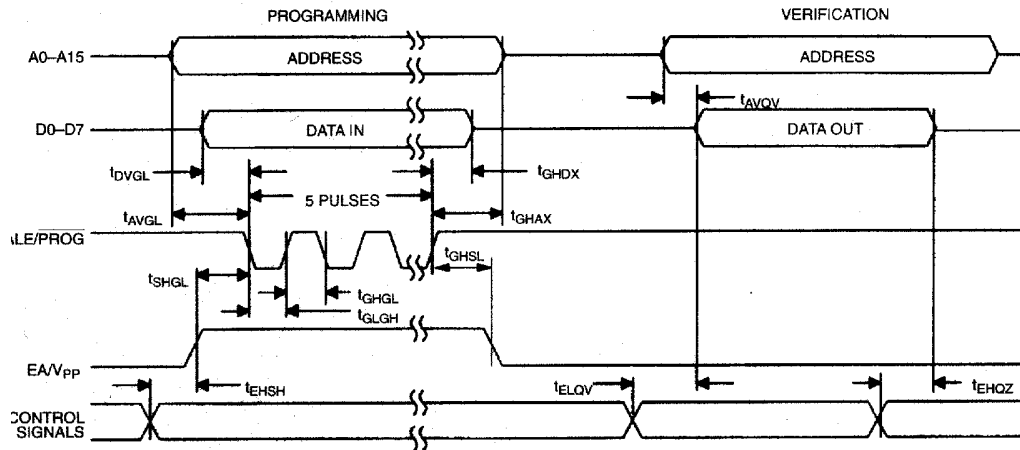 PROGRAMMING VERIFICATION
A0–A15 ADDRESS ADDRESS
tAVQV
D0–D7 DATA IN DATA OUT
tDVGL tGHDX
5 PULSES
tAVGL tGHAX
ALE/PROG
tGHSL
tSHGL
tGHGL
tGLGH
EA/VPP
tEHSH tELQV tEHQZ
CONTROL
SIGNALS